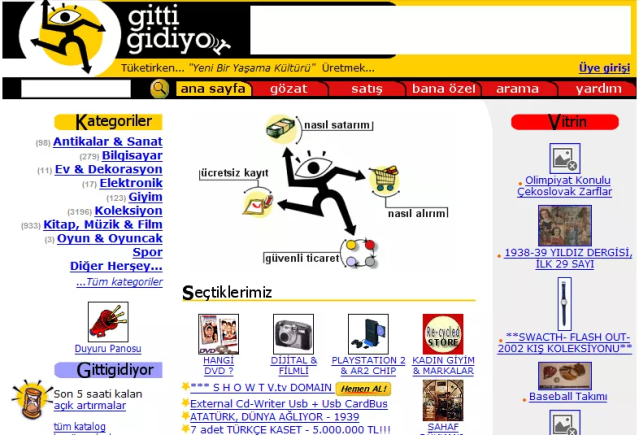 gitti
gidiyor
Tüketirken... "Yeni Bir Yaşama Kültürü" Üretmek...
Üye girişi
ana sayfa
gözat
satış
bana özel
arama
yardım
Kategoriler
(98) Antikalar & Sanat
(279) Bilgisayar
(11) Ev & Dekorasyon
(17) Elektronik
(123) Giyim
(3196) Koleksiyon
(933) Kitap, Müzik & Film
(3) Oyun & Oyuncak
Spor
Diğer Herşey...
...Tüm kategoriler
Duyuru Panosu
Gittigidiyor
Son 5 saati kalan
açık artırmalar
tüm katalog
nasıl satarım
ücretsiz kayıt
nasıl alırım
güvenli ticaret
Seçtiklerimiz
DVD
Re-cycled
STORE
HANGİ
DVD ?
DİJİTAL &
FİLMLİ
PLAYSTATION 2
& AR2 CHIP
KADIN GİYİM
& MARKALAR
*** S H O W T V.tv DOMAIN
Hemen AL!
External Cd-Writer Usb + Usb CardBus
ATATÜRK, DÜNYA AĞLIYOR - 1939
7 adet TÜRKÇE KASET - 5.000.000 TL!!!
SAHAF
Vitrin
Olimpiyat Konulu
Çekoslovak Zarflar
1938-39 YILDIZ DERGİSİ,
İLK 29 SAYI
**SWACTH- FLASH OUT-
2002 KIŞ KOLEKSİYONU**
Baseball Takımı